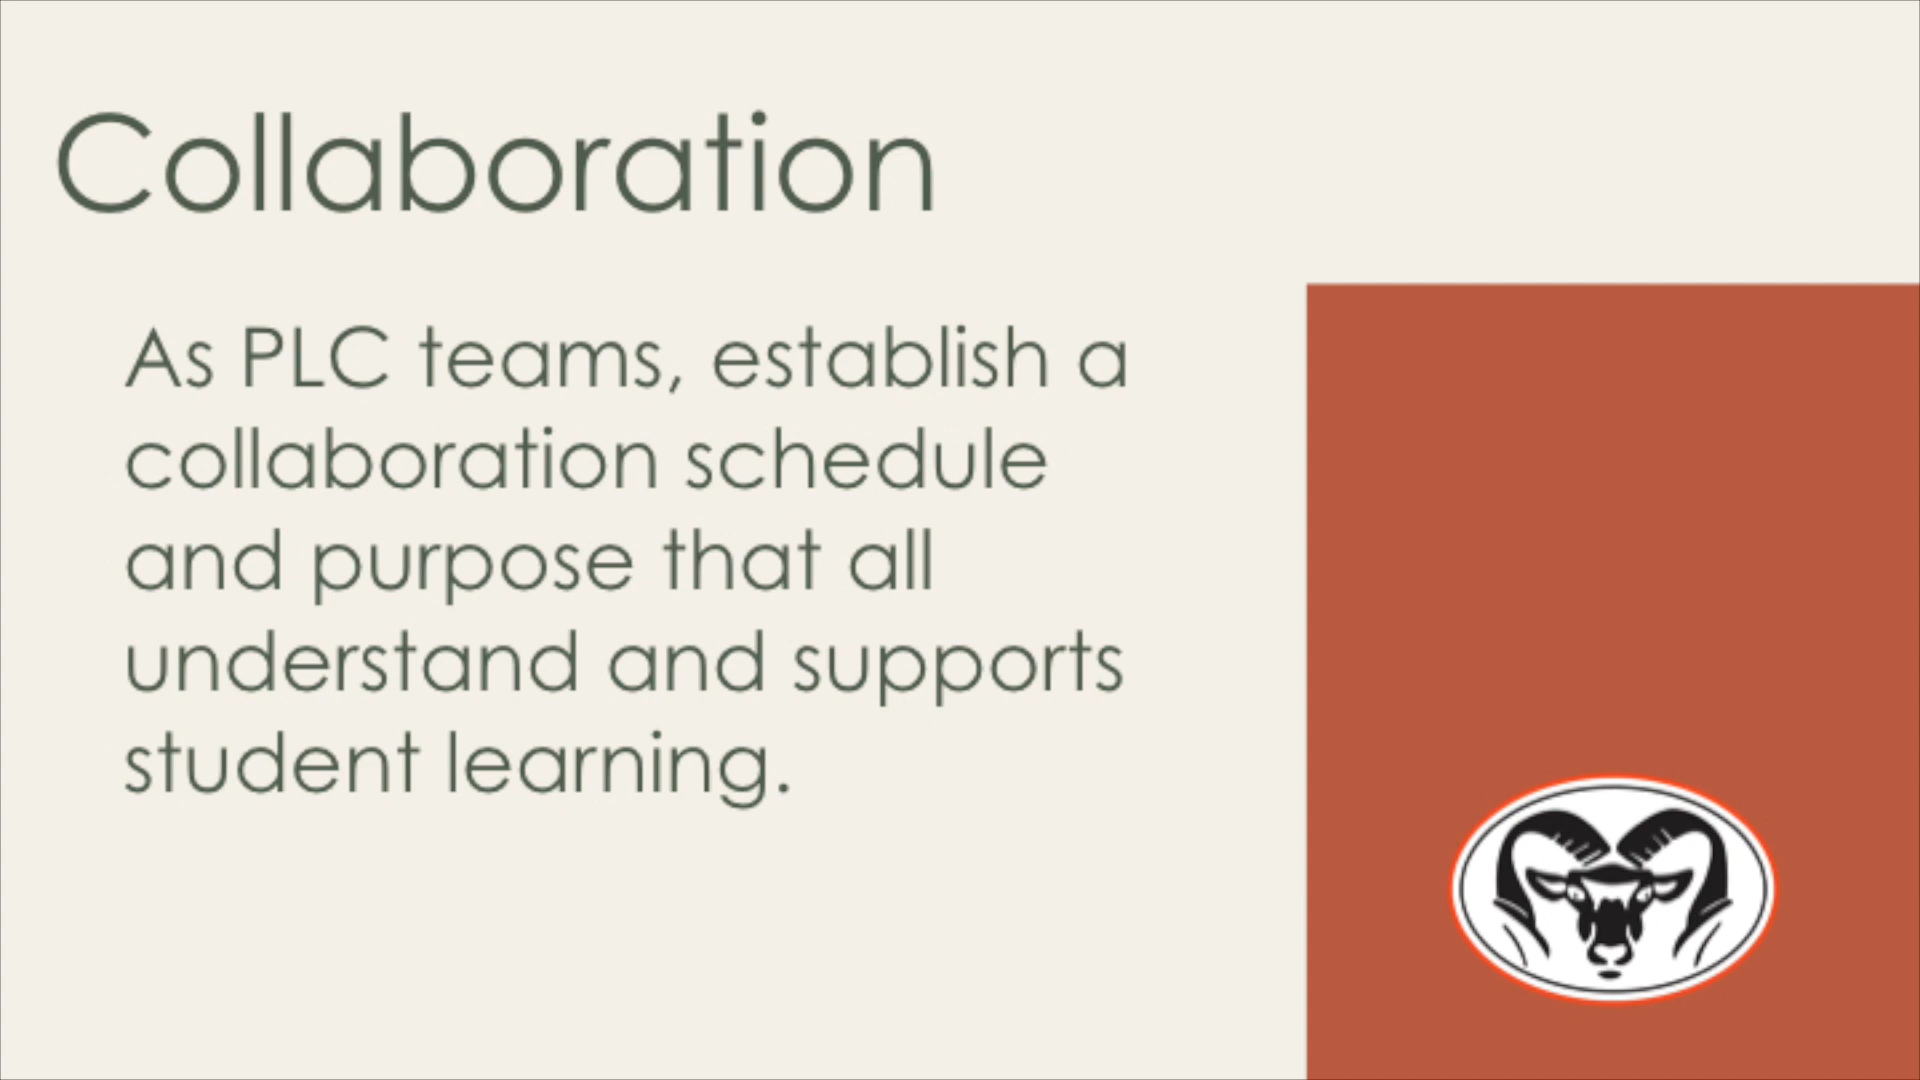 Collaboration
As PLC teams, establish a
collaboration schedule
and purpose that all
understand and supports
student learning.